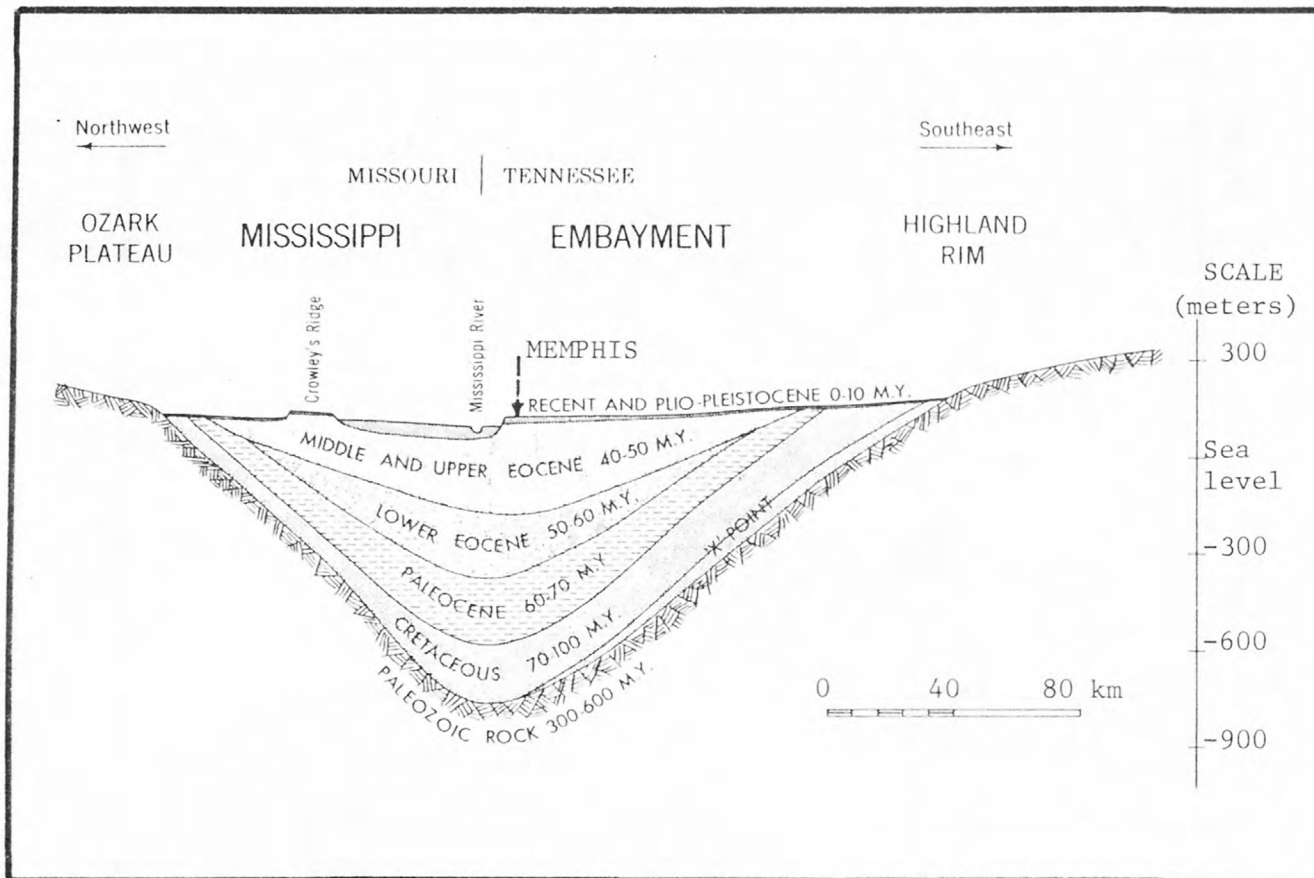 Northwest
Southeast
MISSOURI | TENNESSEE
OZARK
PLATEAU
MISSISSIPPI
EMBAYMENT
HIGHLAND
RIM
SCALE
(meters)
Crowley's Ridge
Mississippi River
MEMPHIS
300
RECENT AND PLIO-PLEISTOCENE 0-10 M.Y.
MIDDLE AND UPPER EOCENE 40-50 M.Y.
Sea
level
LOWER EOCENE 50-60 M.Y.
'X' POINT
-300
PALEOCENE 60-70 M.Y.
CRETACEOUS 70-100 M.Y.
-600
PALEOZOIC ROCK 300-600 M.Y.
0 40 80 km
-900